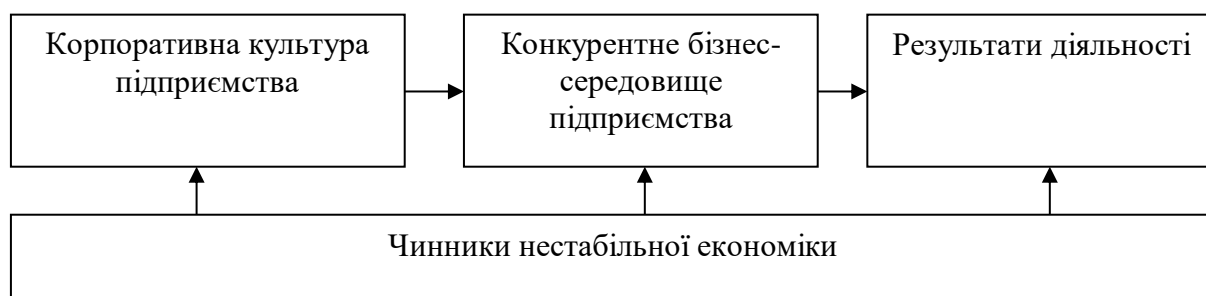 Корпоративна культура
підприємства
Конкурентне бізнес-
середовище
підприємства
Результати діяльності
Чинники нестабільної економіки